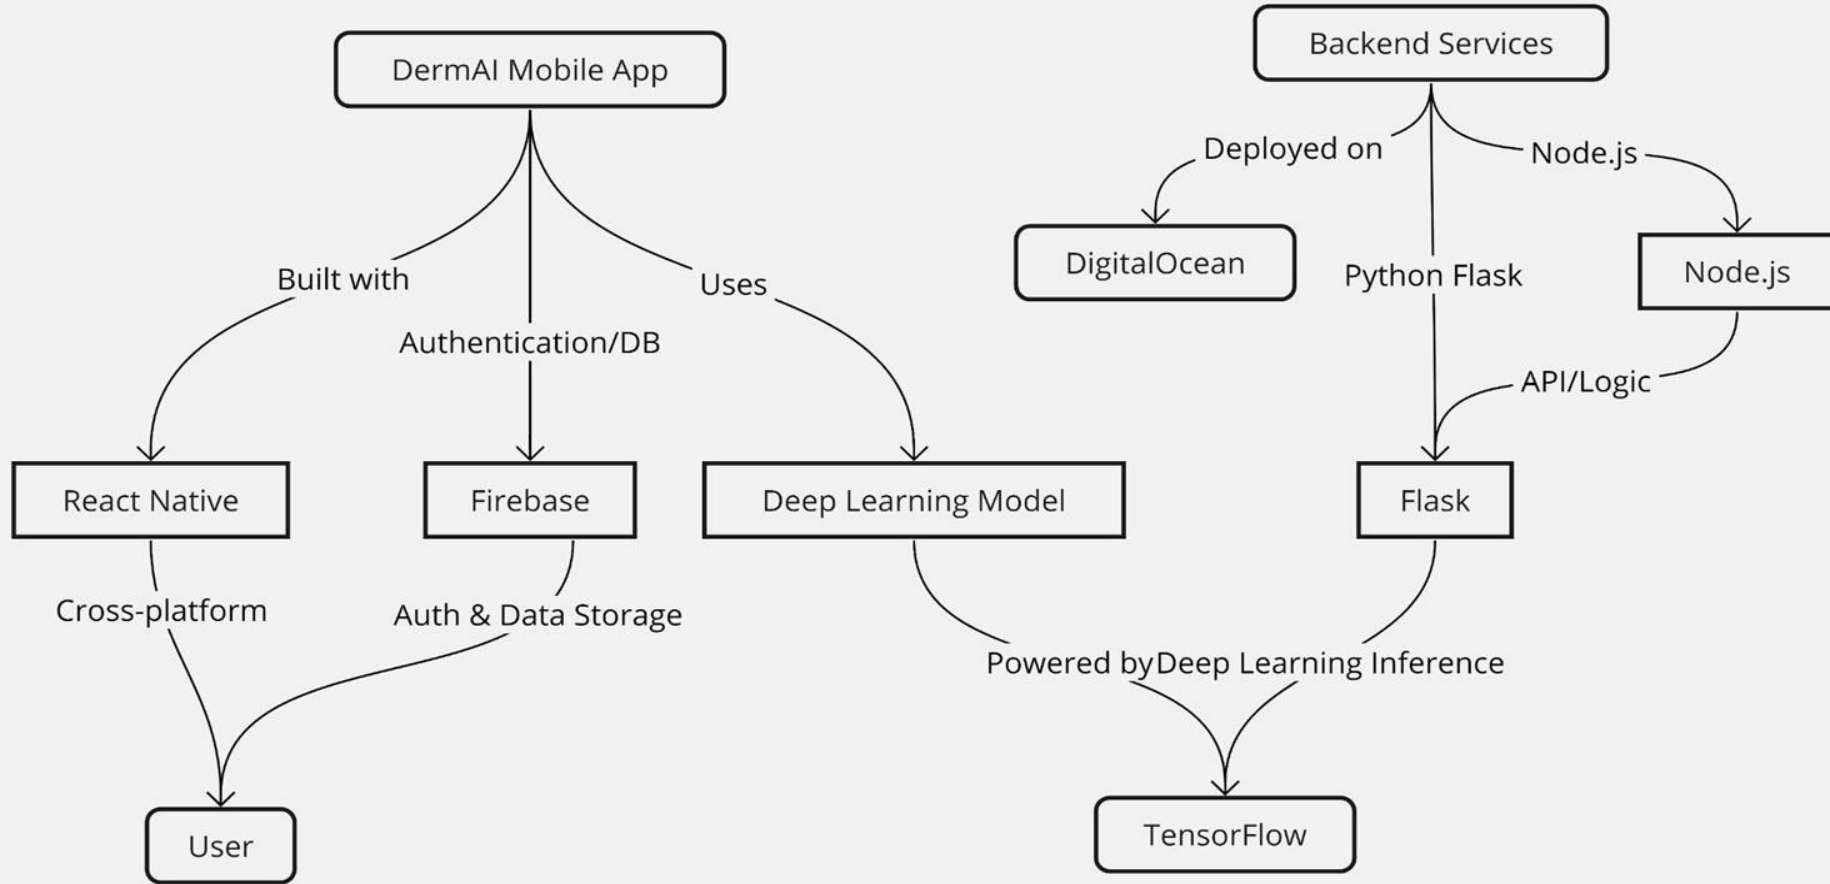 DermAI Mobile App
Backend Services
Deployed on
Node.js
DigitalOcean
Python Flask
Node.js
Built with
Uses
Authentication/DB
API/Logic
React Native
Firebase
Deep Learning Model
Flask
Cross-platform
Auth & Data Storage
Powered by
Deep Learning Inference
User
TensorFlow